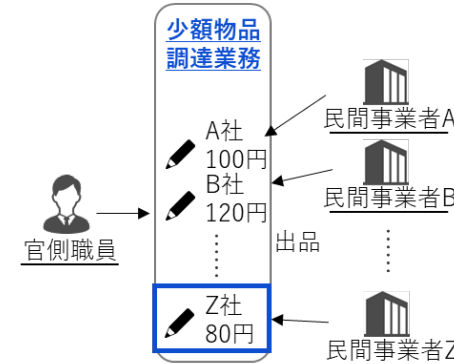 少額物品
調達業務
A社
100円
B社
120円
Z社
80円
官側職員
出品
民間事業者A
民間事業者B
民間事業者Z